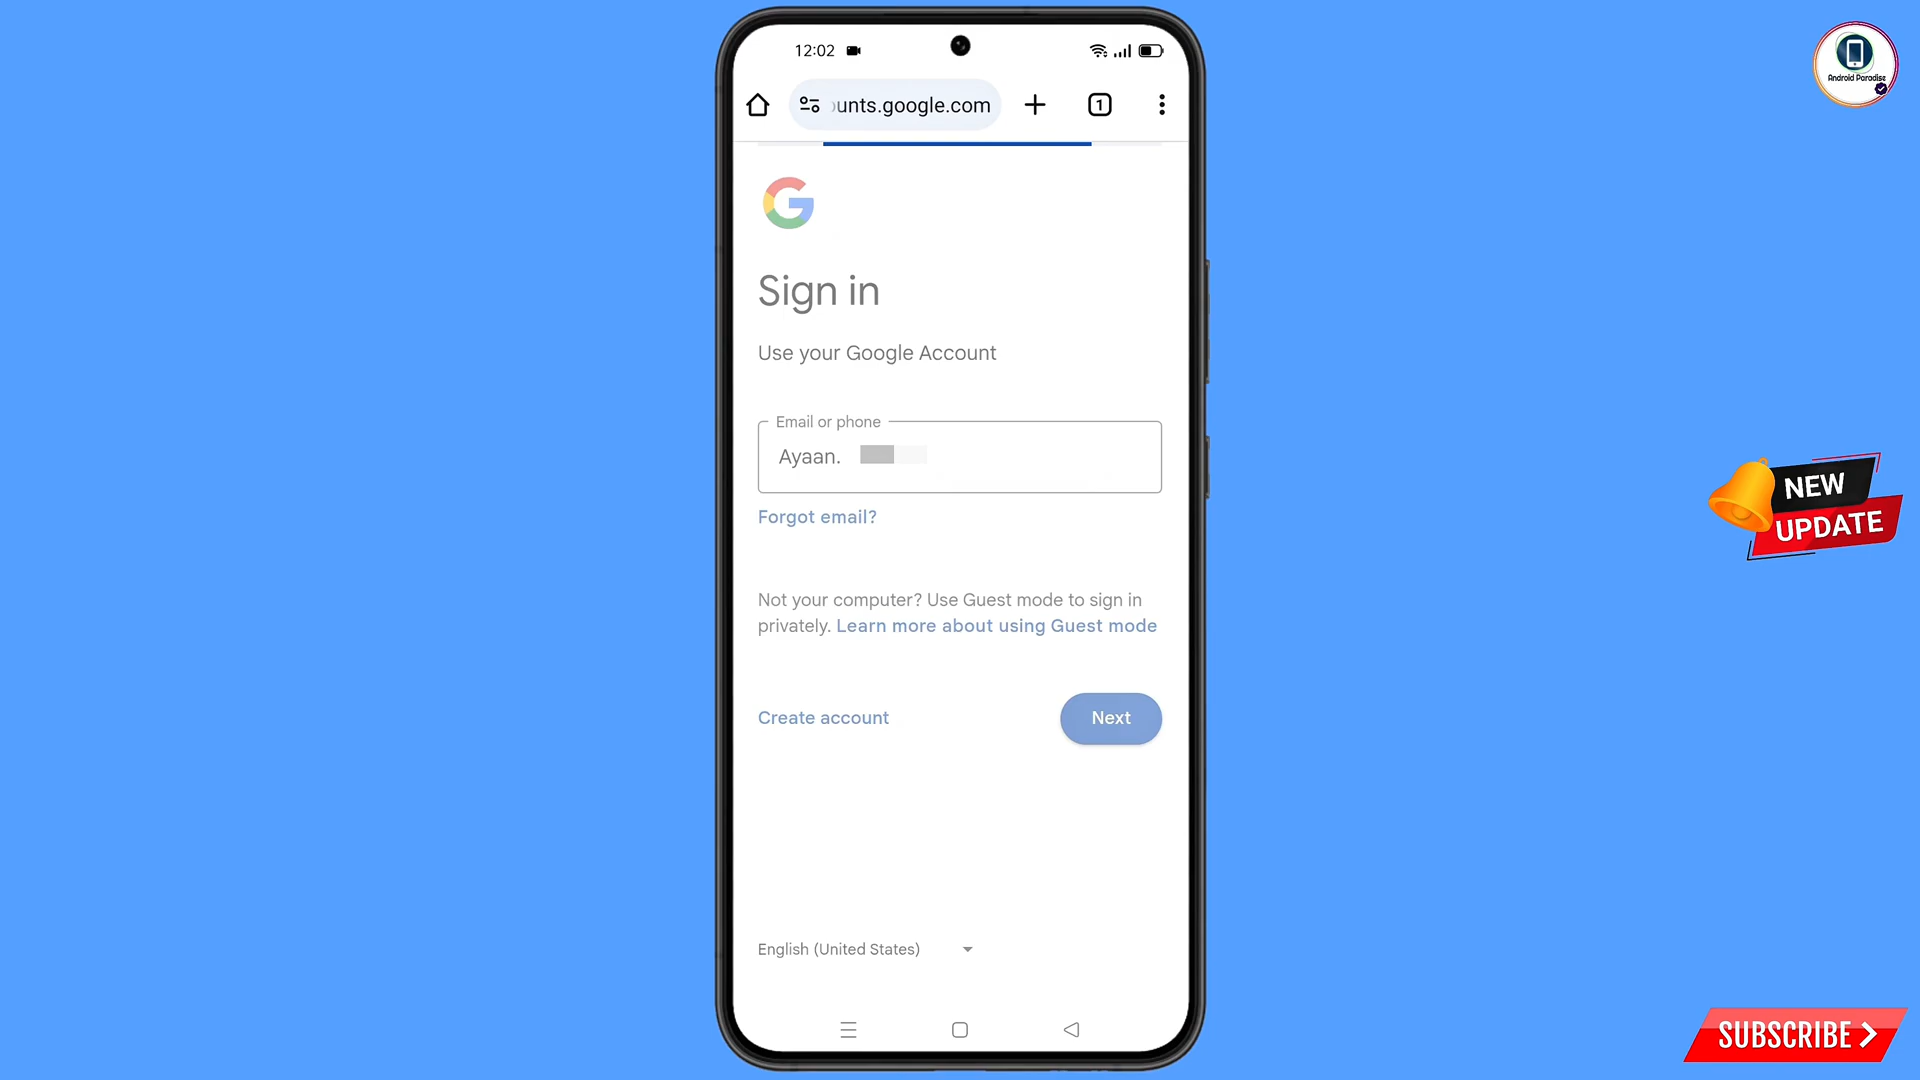 12:02
ounts.google.com
1
Sign in
Use your Google Account
Email or phone
Ayaan.
Forgot email?
Not your computer? Use Guest mode to sign in
privately. Learn more about using Guest mode
Create account
Next
English (United States)
Android Paradise
NEW
UPDATE
SUBSCRIBE